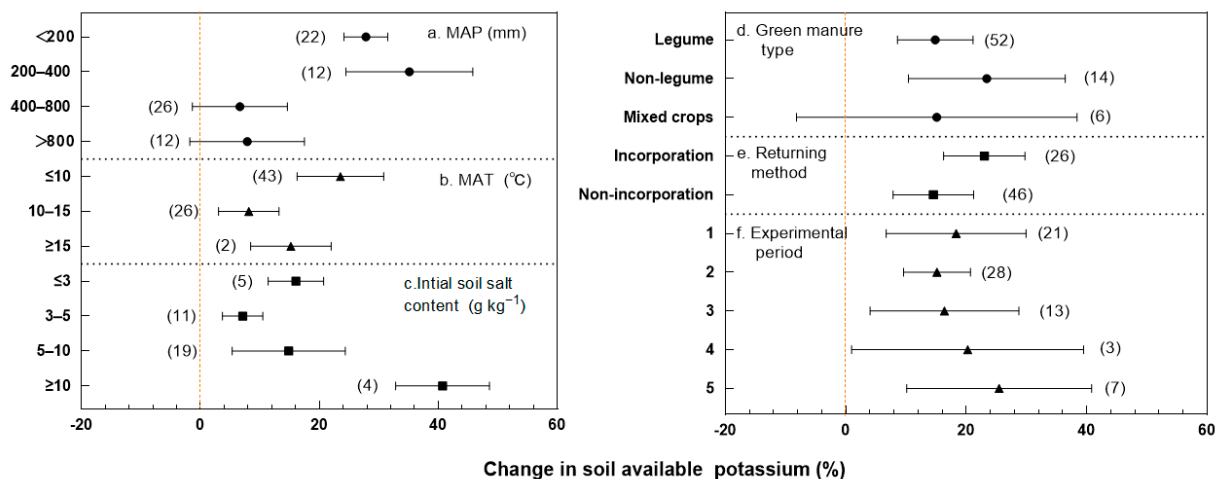 <200 (22) a. MAP (mm)
200–400 (12)
400–800 (26)
>800 (12)
≤10 (43) b. MAT (℃)
10–15 (26)
≥15 (2)
≤3 (5) c.Intial soil salt
content (g kg⁻¹)
3–5 (11)
5–10 (19)
≥10 (4)
-20 0 20 40 60
Legume d. Green manure
type (52)
Non-legume (14)
Mixed crops (6)
Incorporation e. Returning
method (26)
Non-incorporation (46)
1 f. Experimental
period (21)
2 (28)
3 (13)
4 (3)
5 (7)
-20 0 20 40 60
Change in soil available potassium (%)